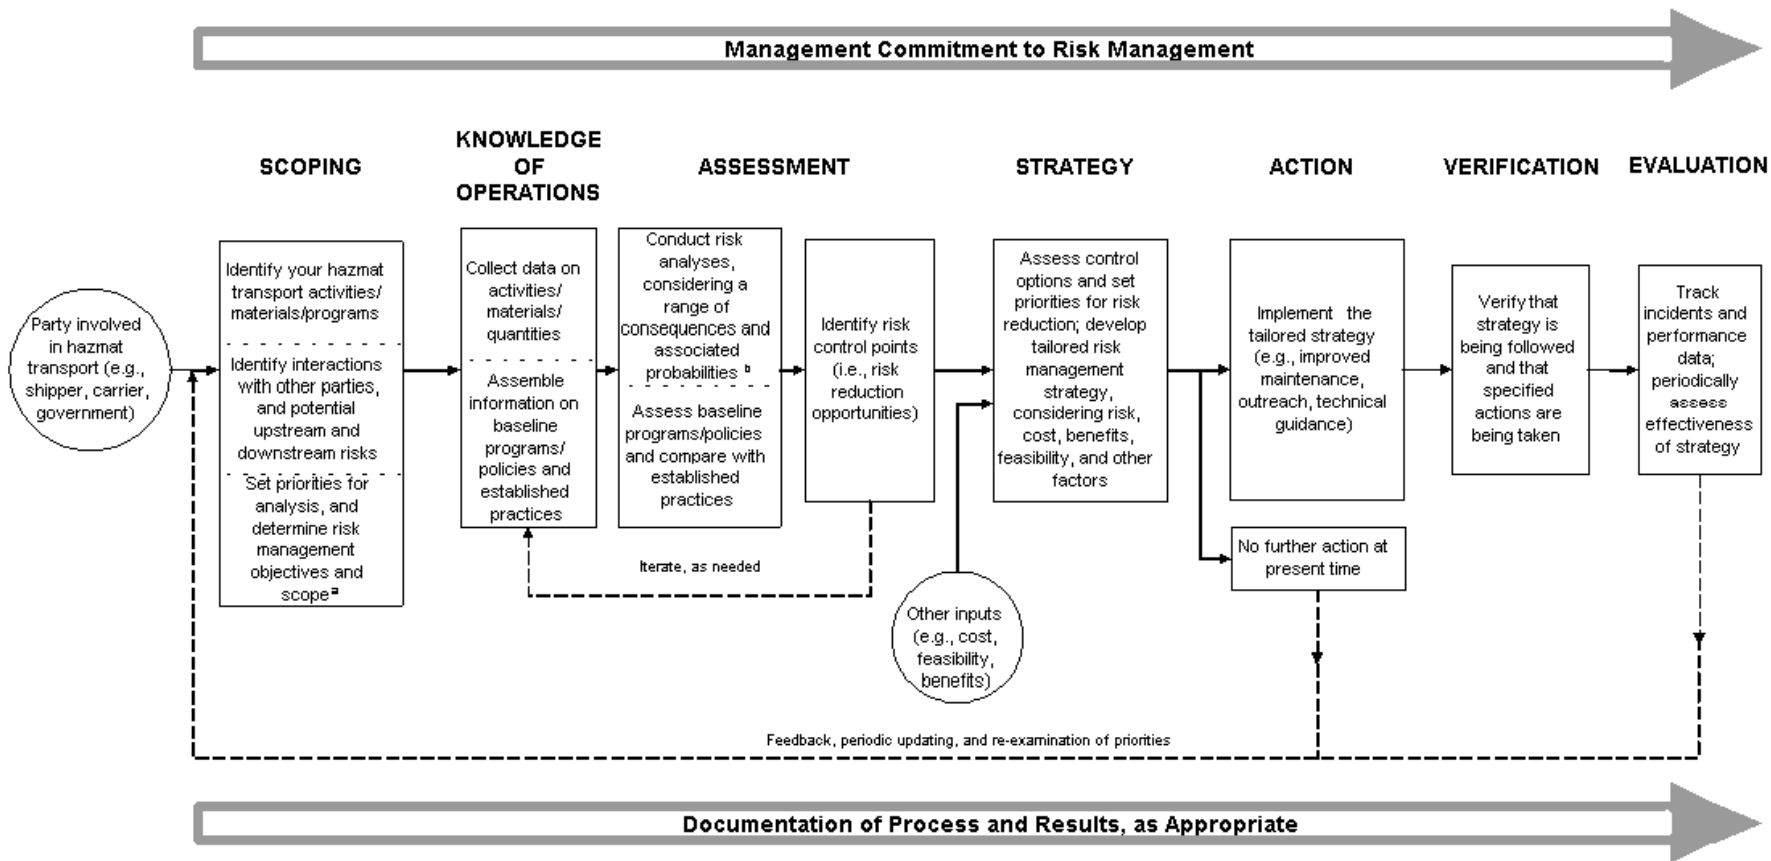 Management Commitment to Risk Management
SCOPING
KNOWLEDGE
OF
OPERATIONS
ASSESSMENT
STRATEGY
ACTION
VERIFICATION
EVALUATION
Party involved
in hazmat
transport (e.g.,
shipper, carrier,
government)
Identify your hazmat
transport activities/
materials/programs
Identify interactions
with other parties,
and potential
upstream and
downstream risks
Set priorities for
analysis, and
determine risk
management
objectives and
scope a
Collect data on
activities/
materials/
quantities
Assemble
information on
baseline
programs/
policies and
established
practices
Conduct risk
analyses,
considering a
range of
consequences and
associated
probabilities b
Assess baseline
programs/policies
and compare with
established
practices
Identify risk
control points
(i.e., risk
reduction
opportunities)
Iterate, as needed
Other inputs
(e.g., cost,
feasibility,
benefits)
Assess control
options and set
priorities for risk
reduction; develop
tailored risk
management
strategy,
considering risk,
cost, benefits,
feasibility, and other
factors
Implement the
tailored strategy
(e.g., improved
maintenance,
outreach, technical
guidance)
No further action at
present time
Verify that
strategy is
being followed
and that
specified
actions are
being taken
Track
incidents and
performance
data;
periodically
assess
effectiveness
of strategy
Feedback, periodic updating, and re-examination of priorities
Documentation of Process and Results, as Appropriate